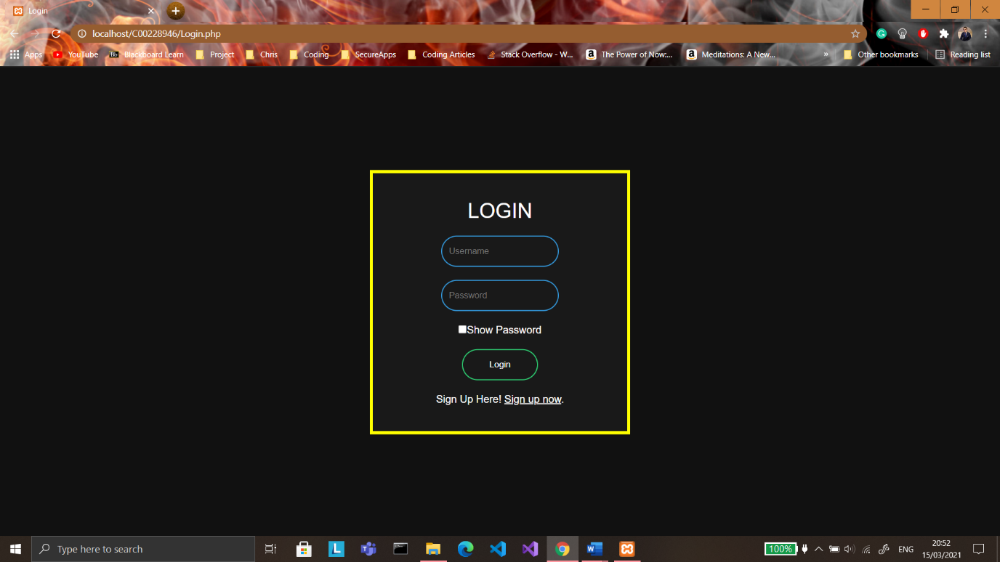 Login
localhost/C00228946/Login.php
Apps YouTube Bb Blackboard Learn Project Chris Coding SecureApps Coding Articles Stack Overflow - W... a The Power of Now:... a Meditations: A New... » Other bookmarks Reading list
LOGIN
Username
Password
Show Password
Login
Sign Up Here! Sign up now.
Type here to search
L
100%
ENG
20:52
15/03/2021